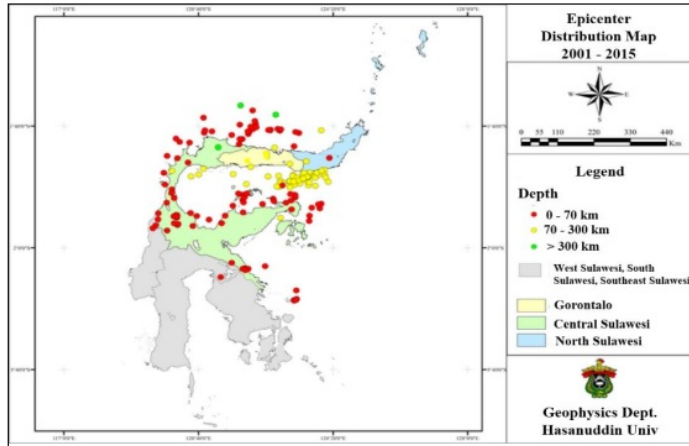 Epicenter
Distribution Map
2001 - 2015
N
W
E
S
0 55 110 220 330 440
Km
Legend
Depth
0 - 70 km
70 - 300 km
> 300 km
West Sulawesi, South
Sulawesi, Southeast Sulawesi
Gorontalo
Central Sulawesi
North Sulawesi
Geophysics Dept.
Hasanuddin Univ